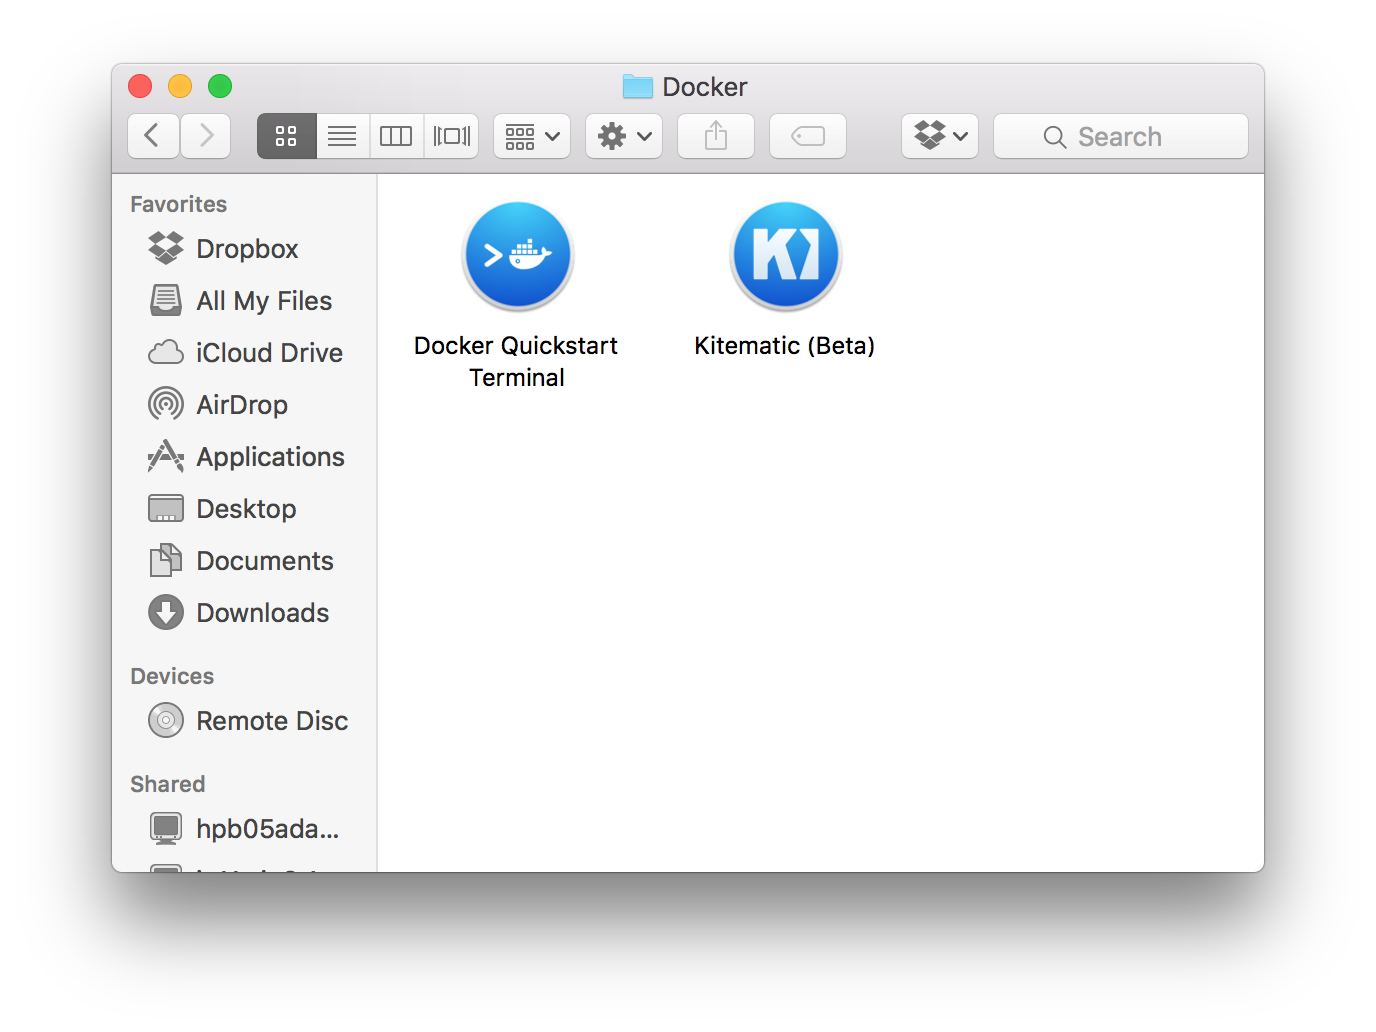 Docker
Search
Favorites
Dropbox
All My Files
iCloud Drive
AirDrop
Applications
Desktop
Documents
Downloads
Devices
Remote Disc
Shared
hpb05ada...
Docker Quickstart
Terminal
Kitematic (Beta)